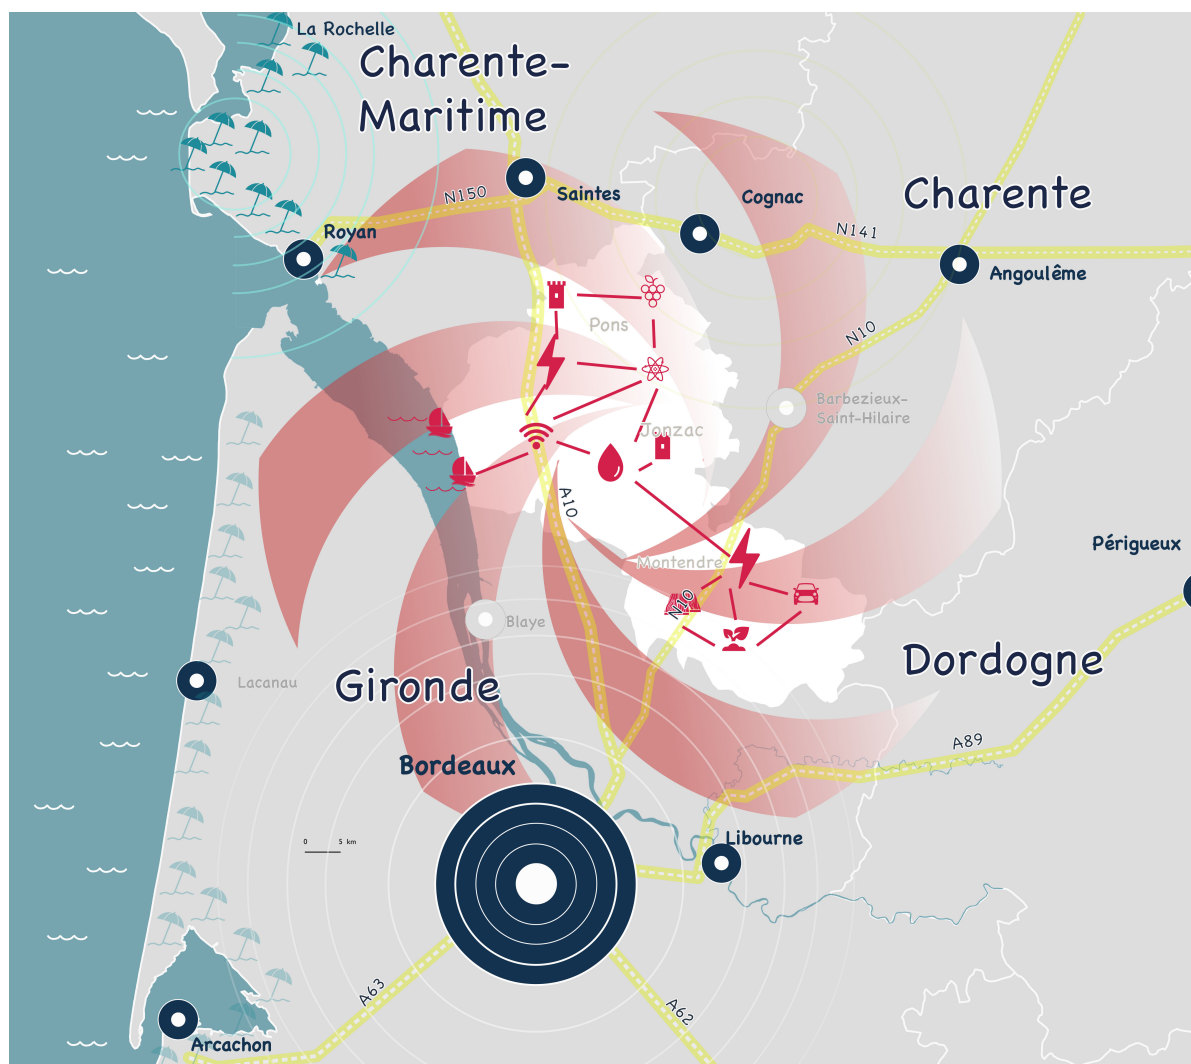 La Rochelle
Charente-
Maritime
N150
Saintes
Cognac
Charente
Royan
N141
Angoulême
Pons
N10
Barbezieux-
Saint-Hilaire
Jonzac
A10
Périgueux
Montendre
N10
Blaye
Dordogne
Lacanau
Gironde
A89
Bordeaux
0 5 km
Libourne
A63
A62
Arcachon